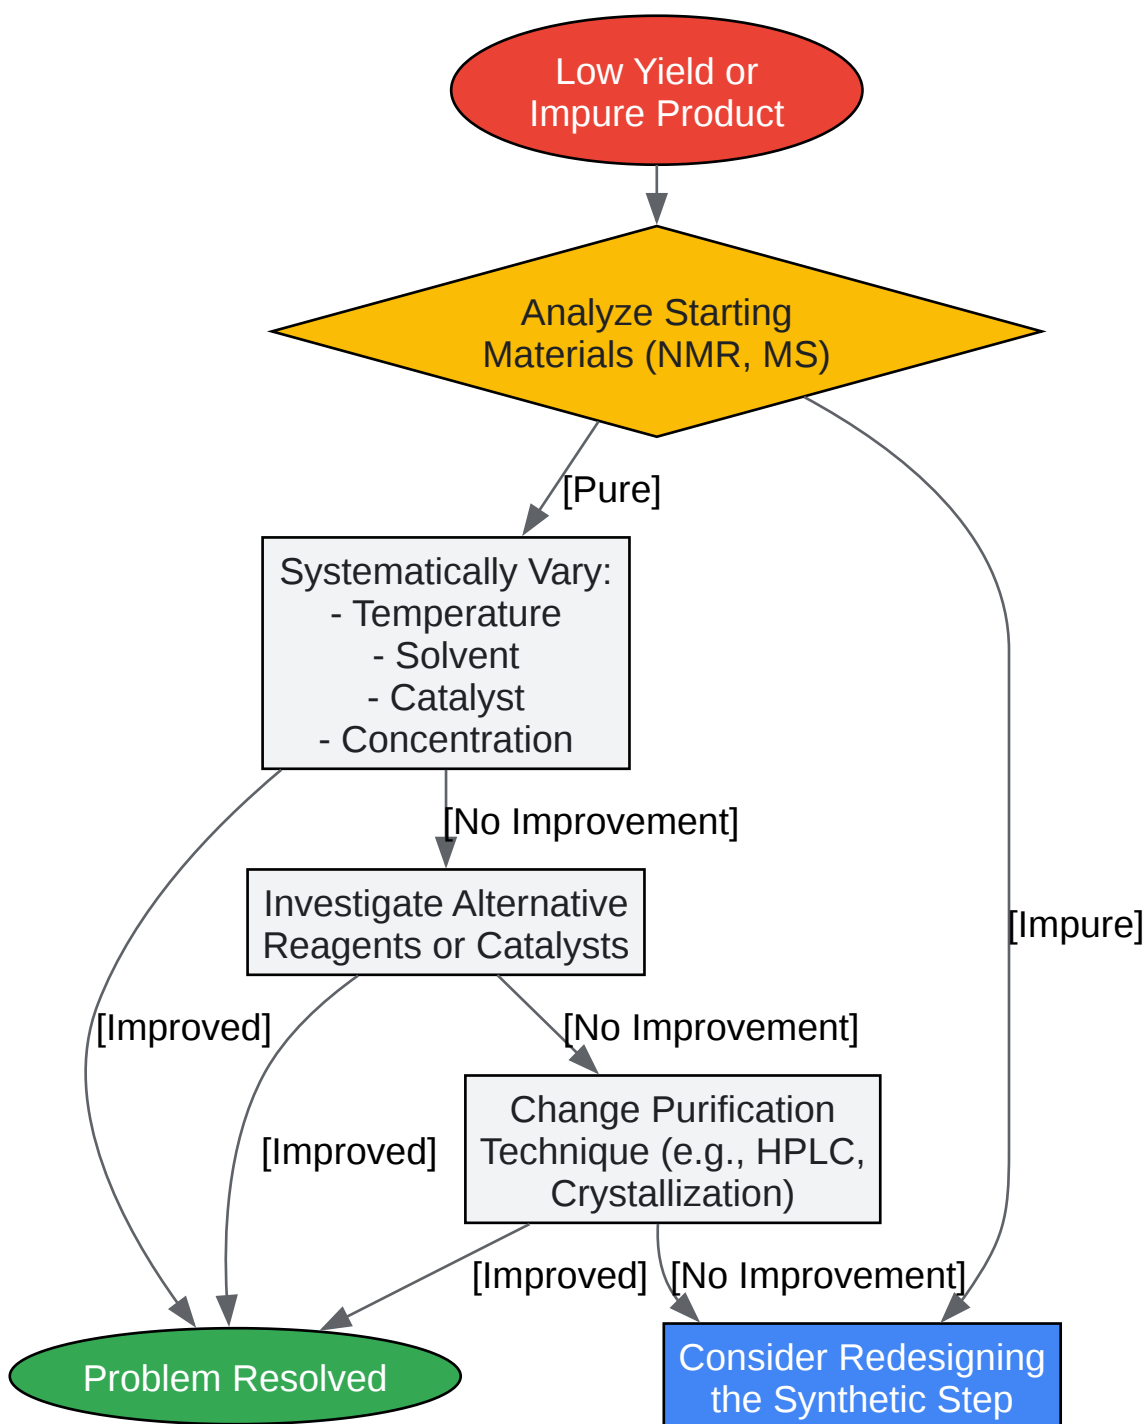 Low Yield or
Impure Product
Analyze Starting
Materials (NMR, MS)
[Pure]
Systematically Vary:
- Temperature
- Solvent
- Catalyst
- Concentration
[No Improvement]
Investigate Alternative
Reagents or Catalysts
[Impure]
[Improved]
[No Improvement]
Change Purification
Technique (e.g., HPLC,
Crystallization)
[Improved]
[Improved]
[No Improvement]
Problem Resolved
Consider Redesigning
the Synthetic Step